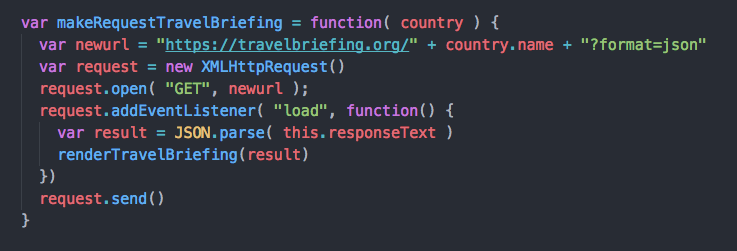 var makeRequestTravelBriefing = function( country ) {
  var newurl = "https://travelbriefing.org/" + country.name + "?format=json"
  var request = new XMLHttpRequest()
  request.open( "GET", newurl );
  request.addEventListener( "load", function() {
    var result = JSON.parse( this.responseText )
    renderTravelBriefing(result)
  })
  request.send()
}